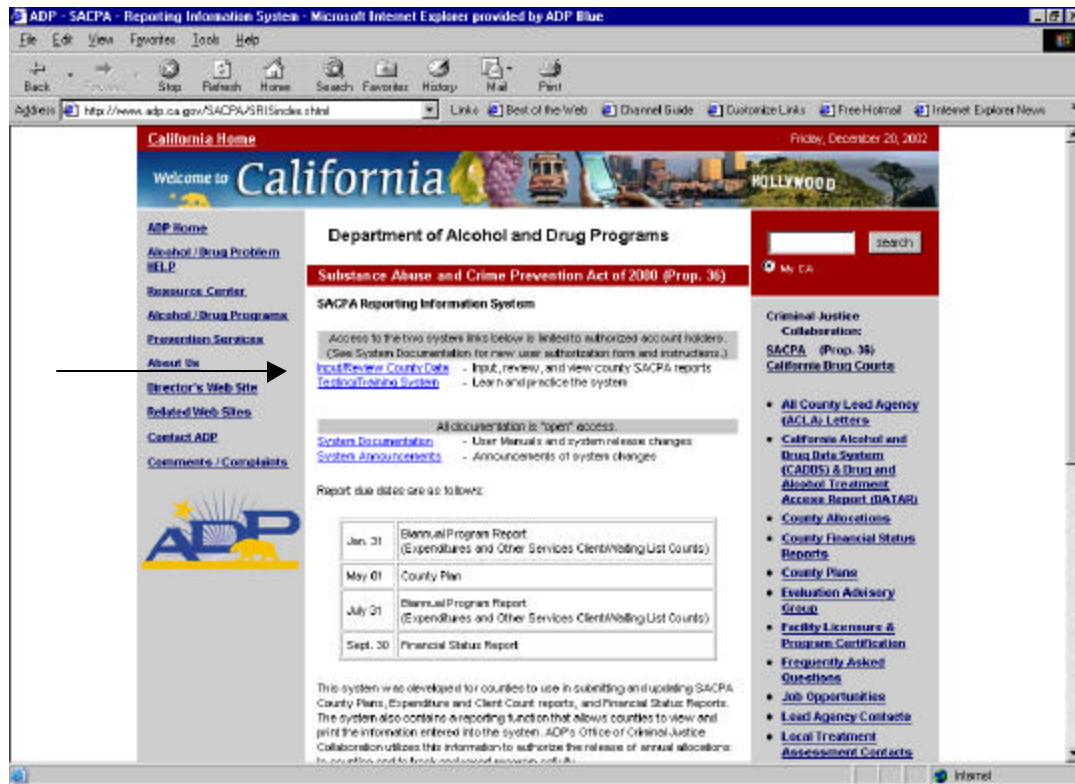 ADP - SACPA - Reporting Information System - Microsoft Internet Explorer provided by ADP Blue
File Edit View Favorites Tools Help
Back Stop Refresh Home Search Favorites History Mail Print
Address http://www.adp.ca.gov/SACPA/SRISindex.shtml Links Best of the Web Channel Guide Customize Links Free Hotmail Internet Explorer News
California Home
Friday, December 20, 2002
Welcome to California
HOLLYWOOD
ADP Home
Alcohol / Drug Problem
HELP
Resource Center
Alcohol / Drug Programs
Prevention Services
About Us
Director's Web Site
Related Web Sites
Contact ADP
Comments / Complaints
ADP
Department of Alcohol and Drug Programs
Substance Abuse and Crime Prevention Act of 2000 (Prop. 36)
SACPA Reporting Information System
Access to the two system links below is limited to authorized account holders.
(See System Documentation for new user authorization form and instructions.)
Input/Review County Data - Input, review, and view county SACPA reports
Testing/Training System - Learn and practice the system
All documentation is "open" access.
System Documentation - User Manuals and system release changes
System Announcements - Announcements of system changes
Report due dates are as follows:
Jan. 31 Biannual Program Report
(Expenditures and Other Services Client/Waiting List Counts)
May 01 County Plan
July 31 Biannual Program Report
(Expenditures and Other Services Client/Waiting List Counts)
Sept. 30 Financial Status Report
This system was developed for counties to use in submitting and updating SACPA
County Plans, Expenditure and Client Count reports, and Financial Status Reports.
The system also contains a reporting function that allows counties to view and
print the information entered into the system. ADP's Office of Criminal Justice
Collaboration utilizes this information to authorize the release of annual allocations
search
My CA
Criminal Justice
Collaboration:
SACPA (Prop. 36)
California Drug Courts
All County Lead Agency
(ACLA) Letters
California Alcohol and
Drug Data System
(CADDS) & Drug and
Alcohol Treatment
Access Report (DATAR)
County Allocations
County Financial Status
Reports
County Plans
Evaluation Advisory
Group
Facility Licensure &
Program Certification
Frequently Asked
Questions
Job Opportunities
Lead Agency Contacts
Local Treatment
Assessment Contacts
Internet